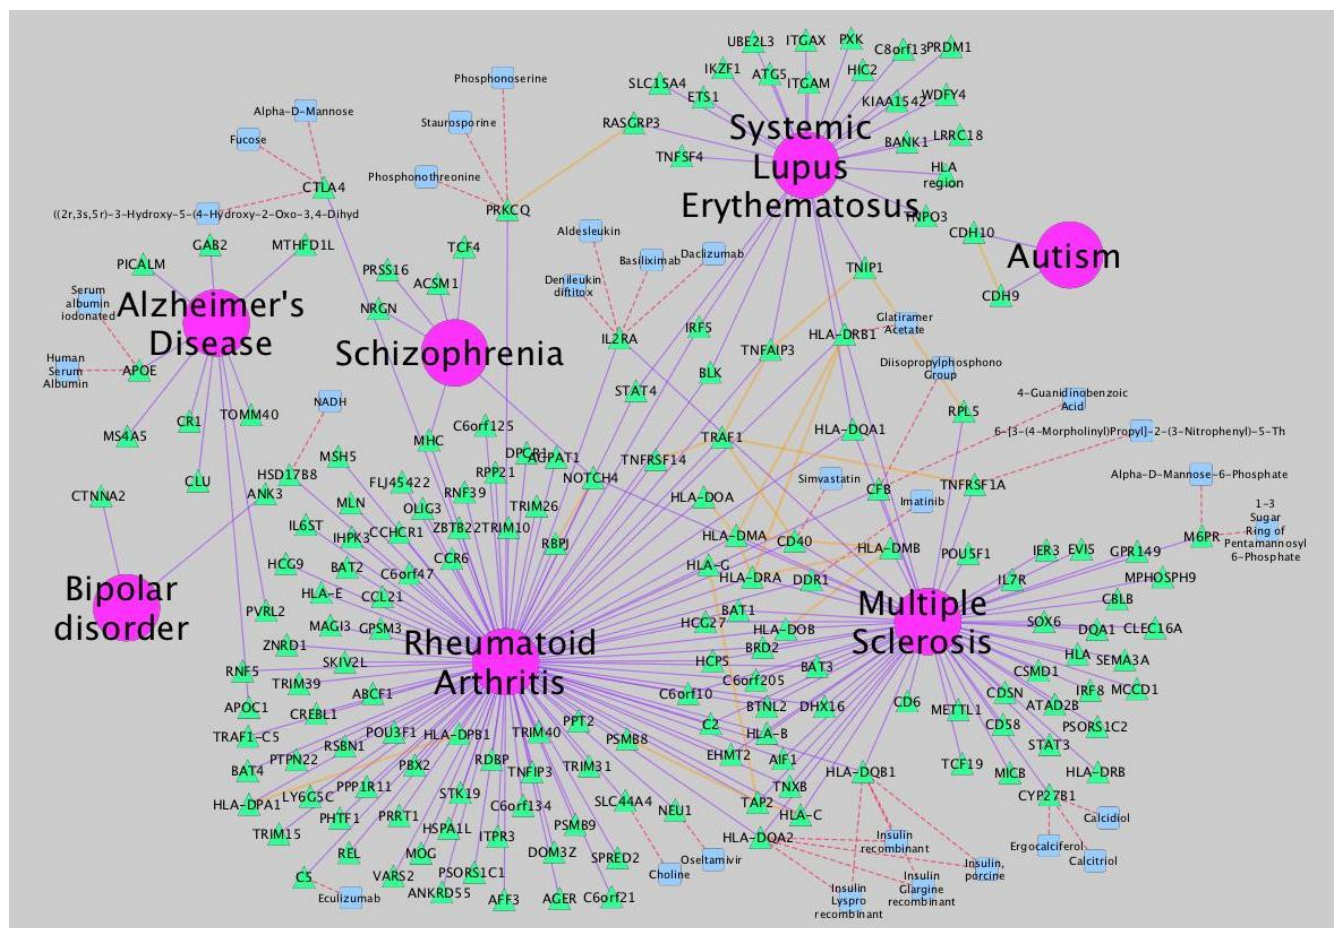 UBE2L3
ITGAX
PXK
C8orf13
PRDM1
IKZF1
ATG5
ITGAM
HIC2
SLC15A4
ETS1
KIAA1542
WDFY4
RASGRP3
Systemic
Lupus
Erythematosus
BANK1
LRRC18
TNFSF4
HLA
region
TNPO3
CDH10
Autism
CDH9
Phosphonoserine
Alpha-D-Mannose
Staurosporine
Fucose
Phosphonothreonine
CTLA4
PRKCQ
((2r,3s,5r)-3-Hydroxy-5-(4-Hydroxy-2-Oxo-3,4-Dihyd
GAB2
MTHFD1L
PICALM
Serum
albumin
iodonated
Alzheimer's
Disease
Human
Serum
Albumin
APOE
MS4A5
CR1
TOMM40
CLU
TCF4
PRSS16
ACSM1
NRGN
Schizophrenia
Aldesleukin
Basiliximab
Daclizumab
Denileukin
diftitox
IL2RA
IRF5
TNFAIP3
TNIP1
HLA-DRB1
Glatiramer
Acetate
Diisopropylphosphono
Group
BLK
STAT4
4-Guanidinobenzoic
Acid
RPL5
6-[3-(4-Morpholinyl)Propyl]-2-(3-Nitrophenyl)-5-Th
NADH
MHC
C6orf125
TRAF1
HLA-DQA1
DPCR1
AGPAT1
MSH5
TNFRSF14
HSD17B8
RPP21
NOTCH4
Simvastatin
CFB
TNFRSF1A
Alpha-D-Mannose-6-Phosphate
CTNNA2
ANK3
FLJ45422
RNF39
HLA-DOA
Imatinib
MLN
OLIG3
TRIM26
1-3
Sugar
Ring of
Pentamannosyl
6-Phosphate
IL6ST
IHPK3
CCHCR1
ZBTB22
TRIM10
RBPJ
HLA-DMA
CD40
HLA-DMB
M6PR
HCG9
BAT2
C6orf47
CCR6
HLA-G
HLA-DRA
DDR1
POU5F1
IER3
EVI5
GPR149
IL7R
MPHOSPH9
Bipolar
disorder
HLA-E
CCL21
PVRL2
BAT1
HCG27
HLA-DOB
Multiple
Sclerosis
SOX6
CBLB
DQA1
CLEC16A
MAGI3
GPSM3
ZNRD1
Rheumatoid
Arthritis
BRD2
SKIV2L
HCP5
BAT3
HLA
SEMA3A
RNF5
TRIM39
C6orf205
CSMD1
APOC1
ABCF1
C6orf10
BTNL2
DHX16
CD6
METTL1
CDSN
ATAD2B
IRF8
MCCD1
CREBL1
TRAF1-C5
POU3F1
HLA-DPB1
TRIM40
PPT2
PSMB8
C2
HLA-B
CD58
PSORS1C2
RSBN1
STAT3
BAT4
PTPN22
PBX2
RDBP
TNFIP3
TRIM31
EHMT2
AIF1
HLA-DQB1
TCF19
MICB
HLA-DRB
TNXB
HLA-DPA1
LY6G5C
PPP1R11
STK19
C6orf134
SLC44A4
NEU1
TAP2
HLA-C
CYP27B1
Calcidiol
TRIM15
PHTF1
PRRT1
HSPA1L
ITPR3
PSMB9
HLA-DQA2
Insulin
recombinant
Ergocalciferol
Calcitriol
REL
MOG
DOM3Z
SPRED2
Oseltamivir
Choline
Insulin,
porcine
C5
VARS2
PSORS1C1
Insulin
Lyspro
recombinant
Insulin
Glargine
recombinant
Eculizumab
ANKRD55
AFF3
AGER
C6orf21